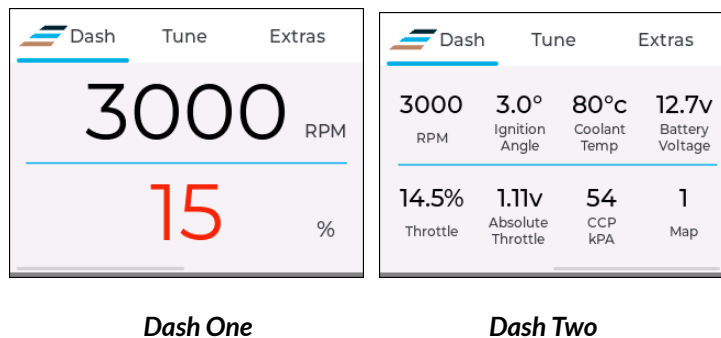 Dash Tune Extras
3000 RPM
15 %
Dash Tune Extras
3000 3.0° 80°c 12.7v
RPM Ignition Coolant Battery
Angle Temp Voltage
14.5% 1.11v 54 1
Throttle Absolute CCP Map
Throttle kPA
Dash One Dash Two